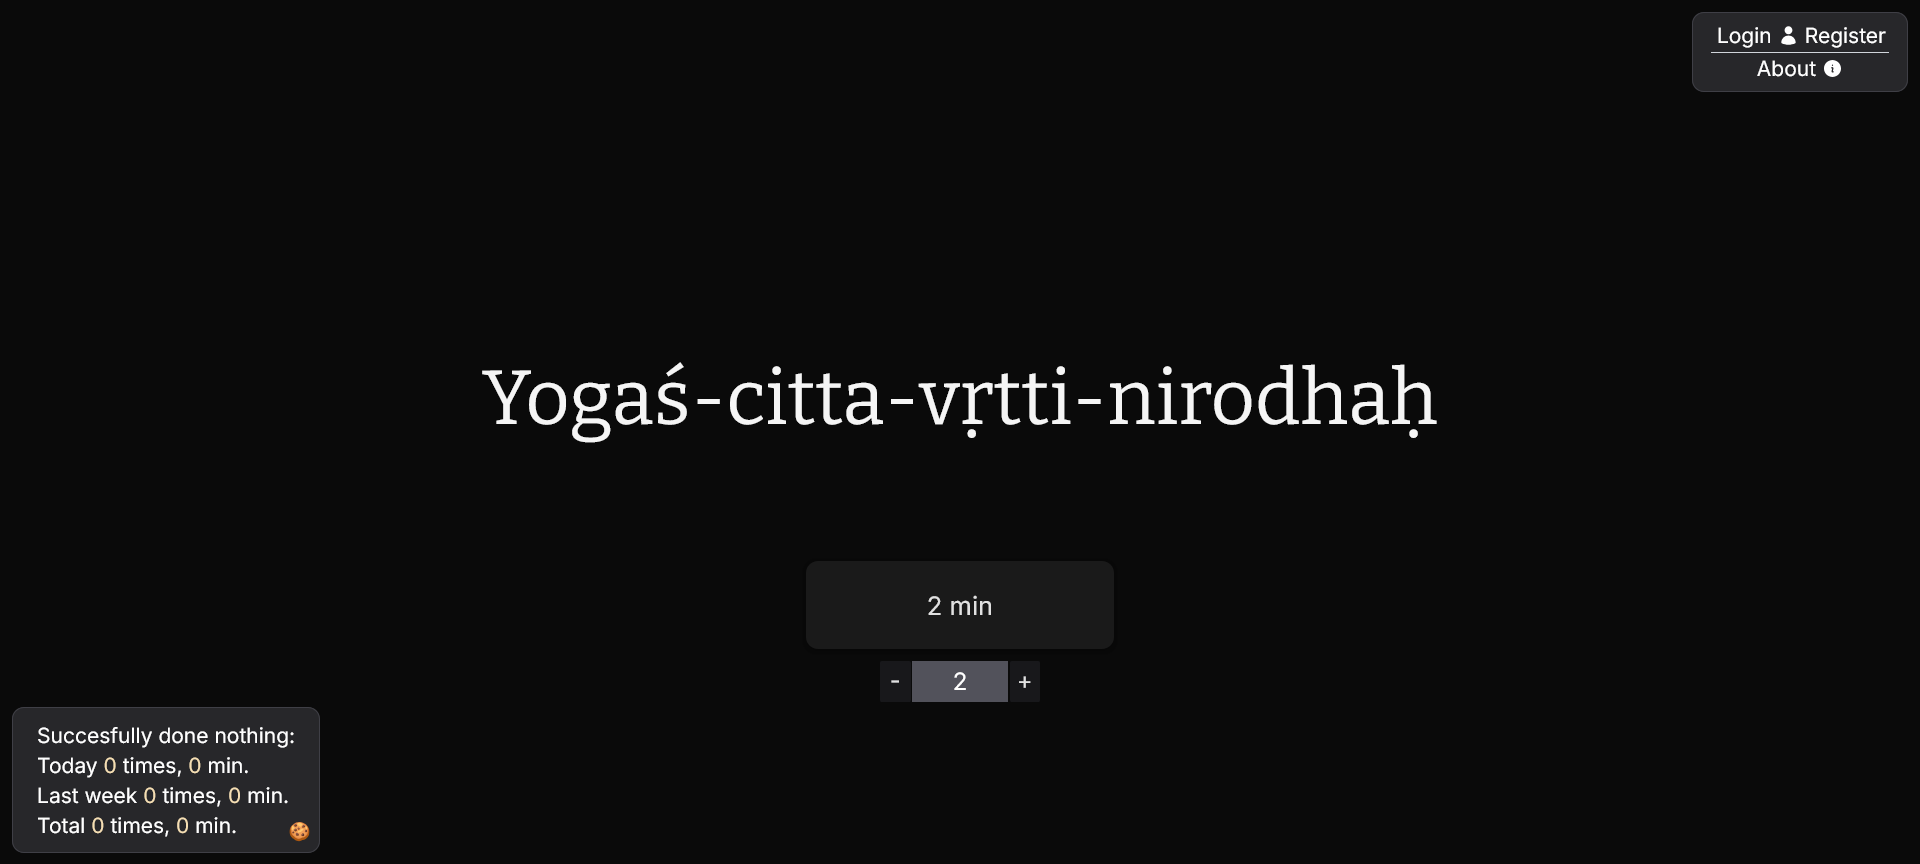 Login Register
About
Yogaś-citta-vṛtti-nirodhaḥ
2 min
- 2 +
Succesfully done nothing:
Today 0 times, 0 min.
Last week 0 times, 0 min.
Total 0 times, 0 min.